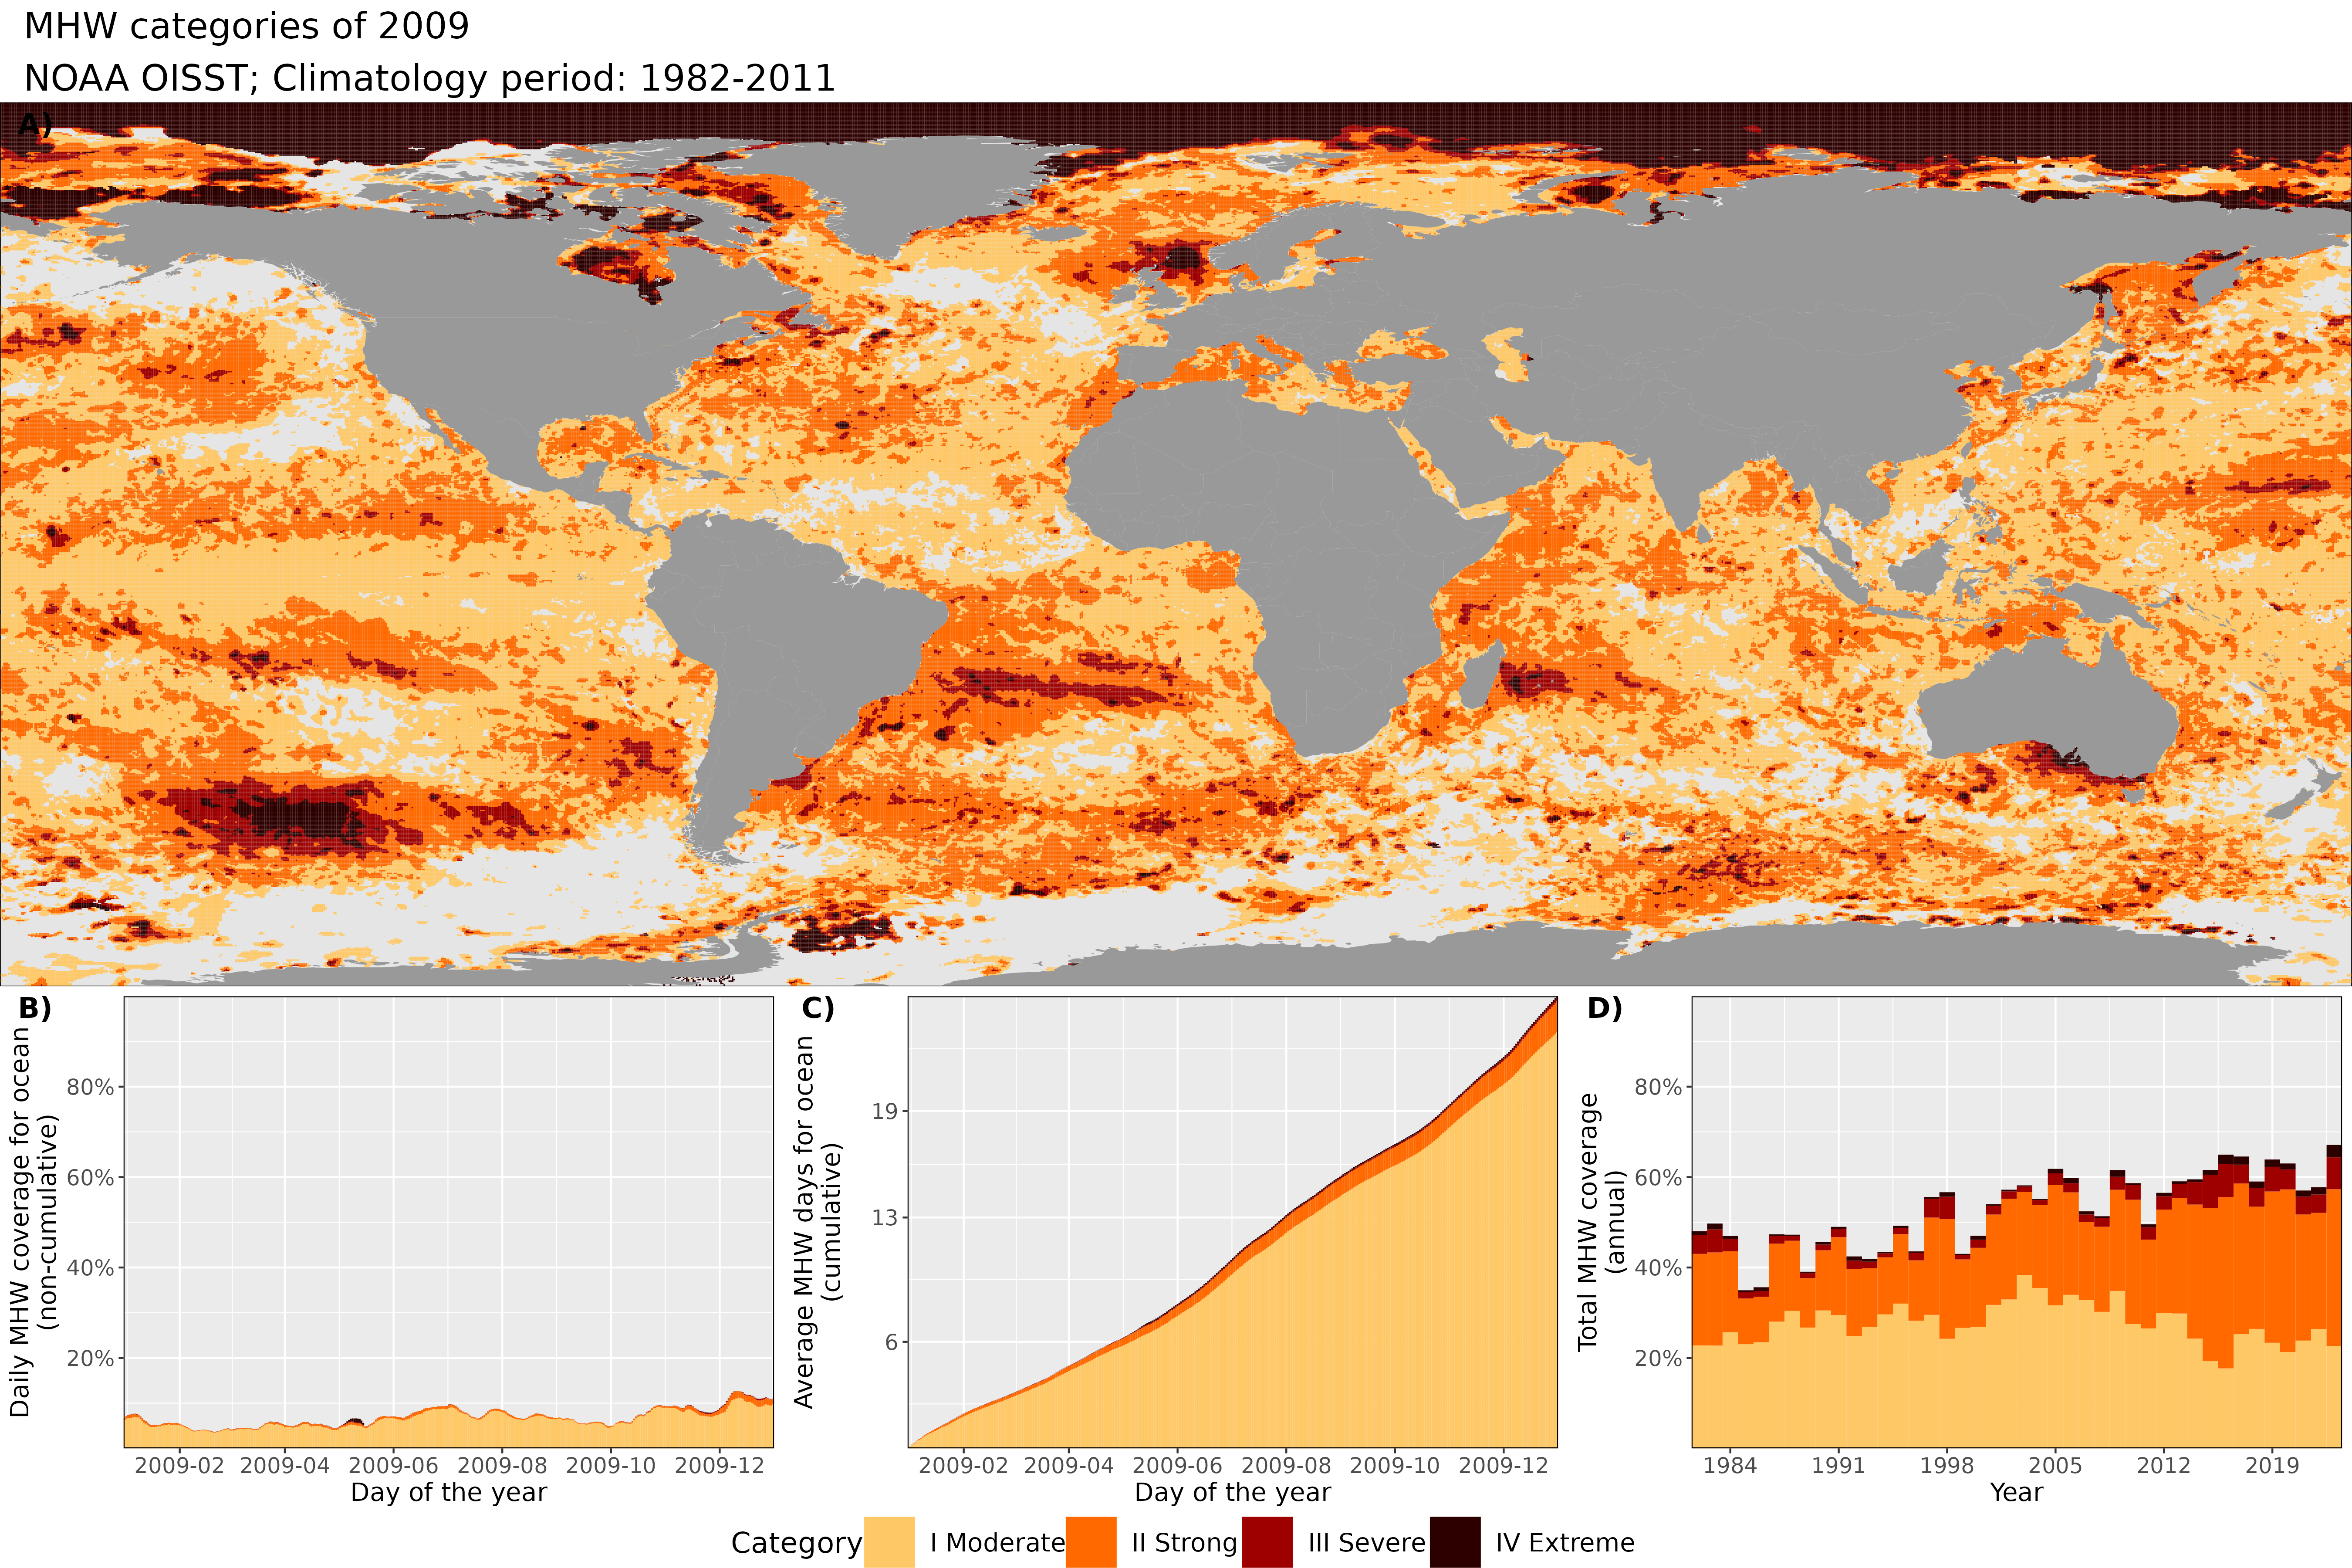 MHW categories of 2009
NOAA OISST; Climatology period: 1982-2011
A)
B)
Daily MHW coverage for ocean
(non-cumulative)
80%
60%
40%
20%
2009-02 2009-04 2009-06 2009-08 2009-10 2009-12
Day of the year
C)
Average MHW days for ocean
(cumulative)
19
13
6
2009-02 2009-04 2009-06 2009-08 2009-10 2009-12
Day of the year
D)
Total MHW coverage
(annual)
80%
60%
40%
20%
1984 1991 1998 2005 2012 2019
Year
Category I Moderate II Strong III Severe IV Extreme